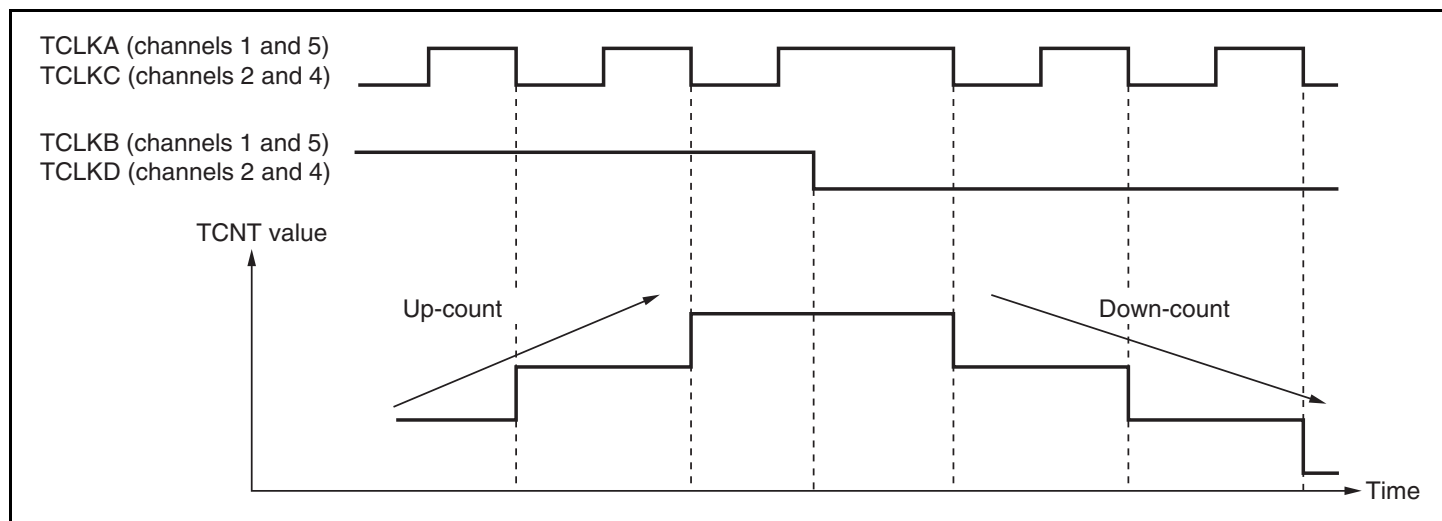 TCLKA (channels 1 and 5)
TCLKC (channels 2 and 4)
TCLKB (channels 1 and 5)
TCLKD (channels 2 and 4)
TCNT value
Up-count
Down-count
Time